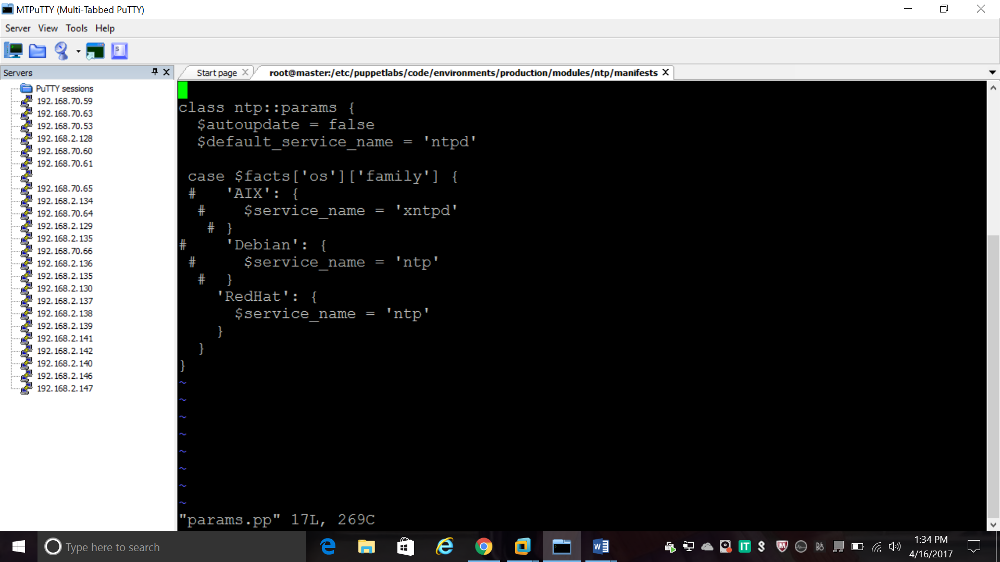 MTPuTTY (Multi-Tabbed PuTTY)
Server View Tools Help
Servers
PuTTY sessions
192.168.70.59
192.168.70.63
192.168.70.53
192.168.2.128
192.168.70.60
192.168.70.61
192.168.70.65
192.168.2.134
192.168.70.64
192.168.2.129
192.168.2.135
192.168.70.66
192.168.2.136
192.168.2.135
192.168.2.130
192.168.2.137
192.168.2.138
192.168.2.139
192.168.2.141
192.168.2.142
192.168.2.140
192.168.2.146
192.168.2.147
Start page root@master:/etc/puppetlabs/code/environments/production/modules/ntp/manifests
class ntp::params {
  $autoupdate = false
  $default_service_name = 'ntpd'
 case $facts['os']['family'] {
 #   'AIX': {
  #    $service_name = 'xntpd'
   # }
#    'Debian': {
 #     $service_name = 'ntp'
  #  }
    'RedHat': {
      $service_name = 'ntp'
    }
  }
}
~
~
~
~
~
~
~
~
"params.pp" 17L, 269C
Type here to search
IT
1:34 PM
4/16/2017